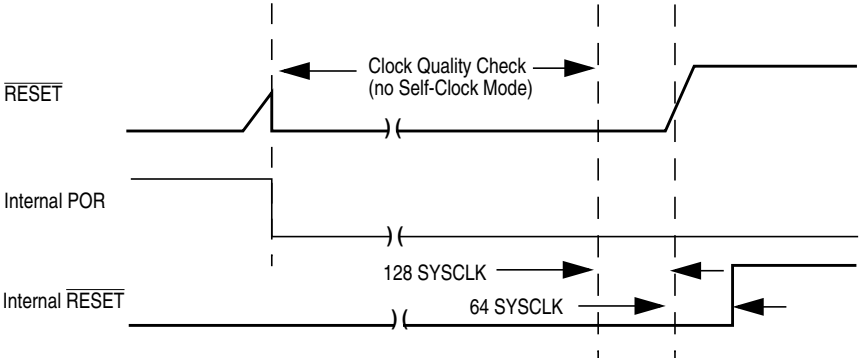 Clock Quality Check
(no Self-Clock Mode)
RESET
)(
Internal POR
)(
128 SYSCLK
Internal RESET
64 SYSCLK
)(